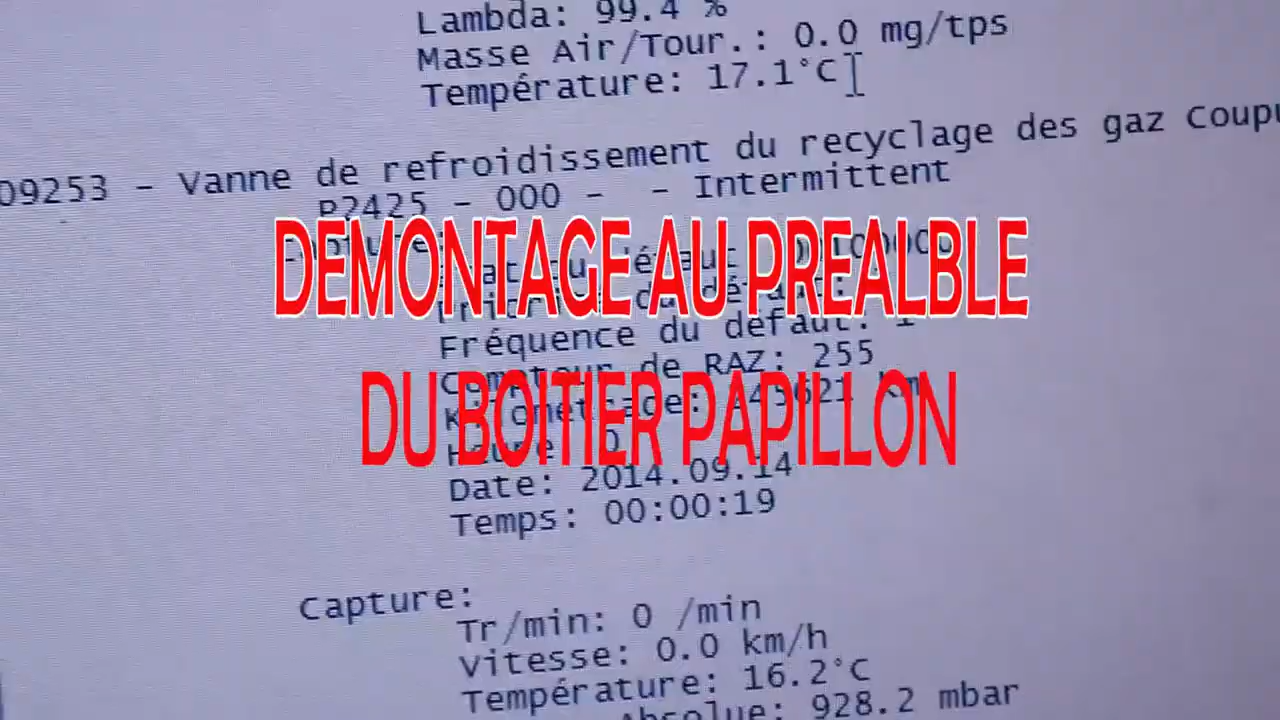 Lambda: 99.4 %
Masse Air/Tour.: 0.0 mg/tps
Température: 17.1°C
09253 - Vanne de refroidissement du recyclage des gaz Coupu
P2425 - 000 - - Intermittent
DEMONTAGE AU PREALBLE
Fréquence du défaut: 1
Compteur de RAZ: 255
DU BOITIER PAPILLON
Date: 2014.09.14
Temps: 00:00:19
Capture:
Tr/min: 0 /min
Vitesse: 0.0 km/h
Température: 16.2°C
Absolue: 928.2 mbar